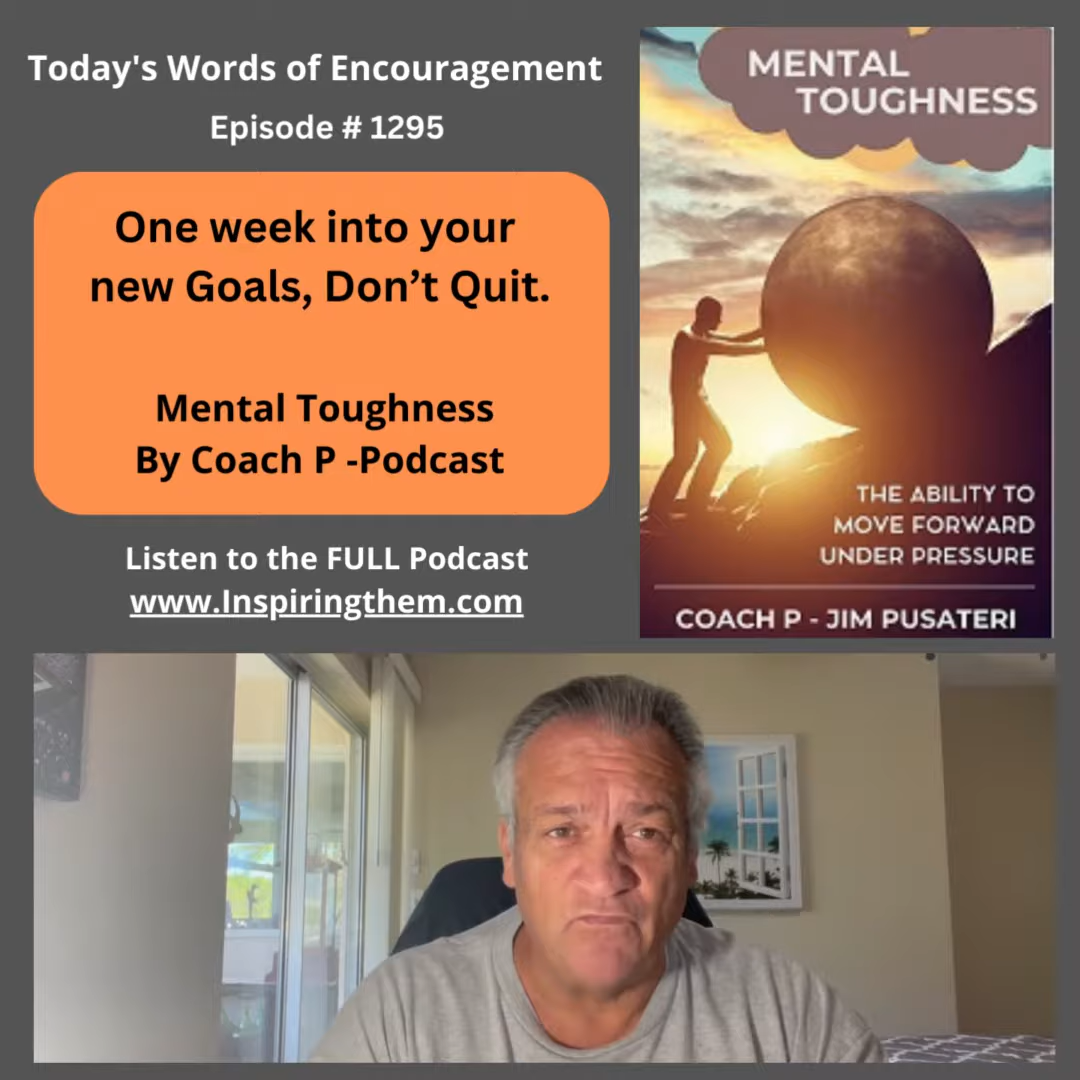 Today's Words of Encouragement
Episode # 1295
One week into your
new Goals, Don’t Quit.
Mental Toughness
By Coach P -Podcast
Listen to the FULL Podcast
www.Inspiringthem.com
MENTAL
TOUGHNESS
THE ABILITY TO
MOVE FORWARD
UNDER PRESSURE
COACH P - JIM PUSATERI